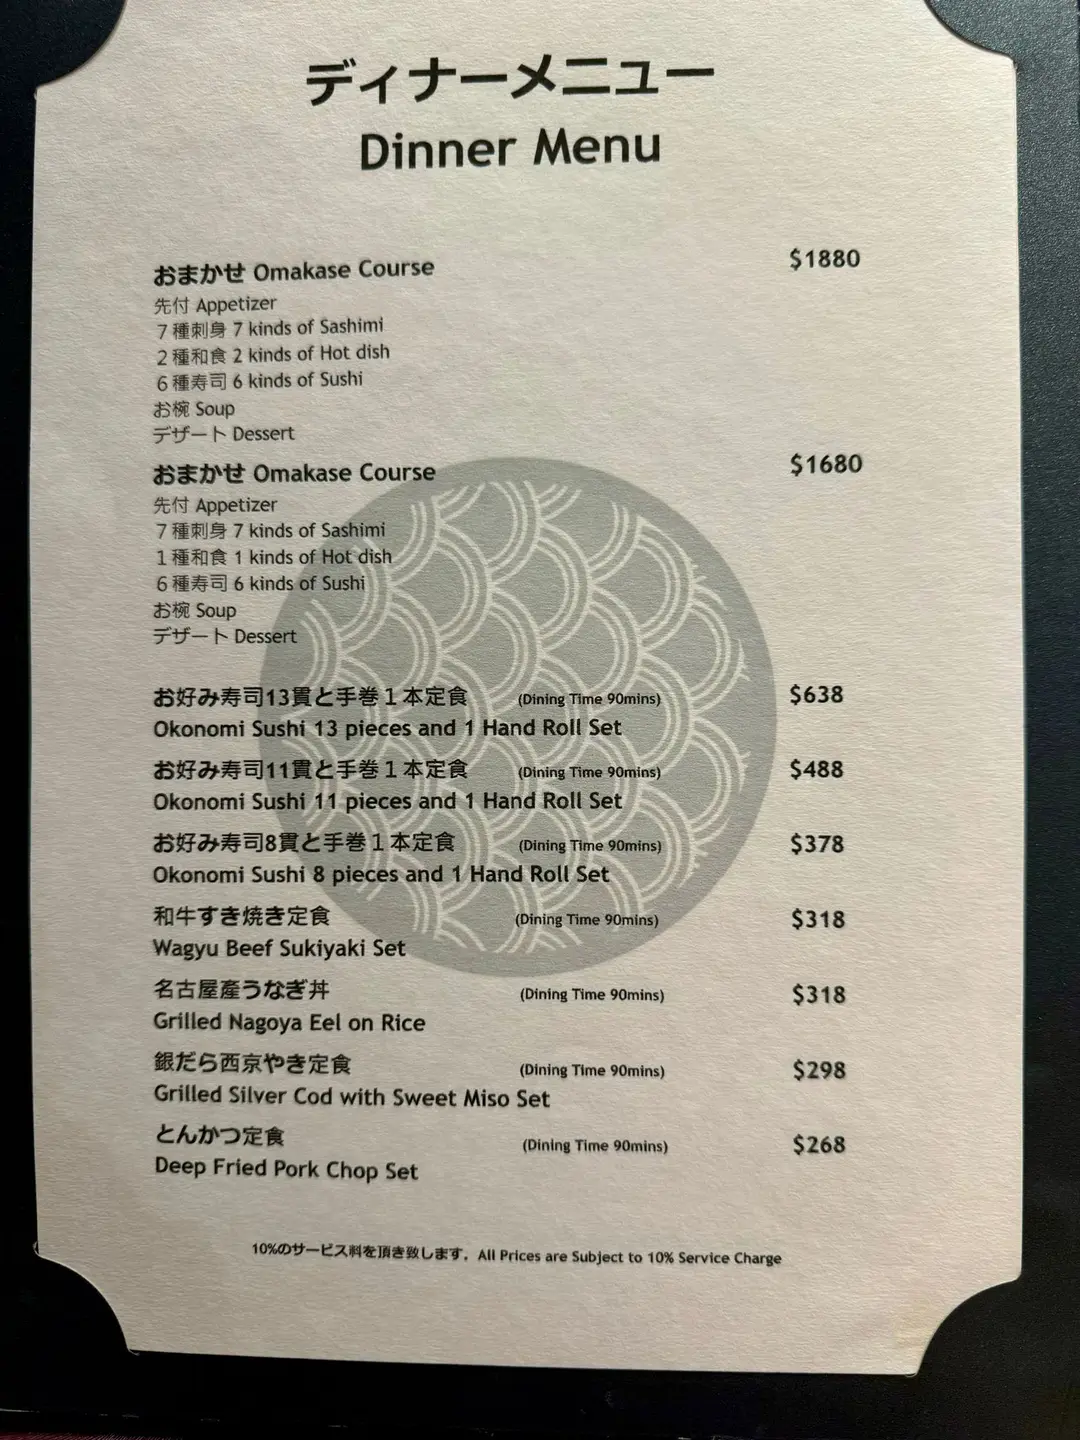 ディナーメニュー
Dinner Menu
おまかせ Omakase Course $1880
先付 Appetizer
７種刺身 7 kinds of Sashimi
２種和食 2 kinds of Hot dish
６種寿司 6 kinds of Sushi
お椀 Soup
デザート Dessert
おまかせ Omakase Course $1680
先付 Appetizer
７種刺身 7 kinds of Sashimi
１種和食 1 kinds of Hot dish
６種寿司 6 kinds of Sushi
お椀 Soup
デザート Dessert
お好み寿司13貫と手巻１本定食 (Dining Time 90mins) $638
Okonomi Sushi 13 pieces and 1 Hand Roll Set
お好み寿司11貫と手巻１本定食 (Dining Time 90mins) $488
Okonomi Sushi 11 pieces and 1 Hand Roll Set
お好み寿司8貫と手巻１本定食 (Dining Time 90mins) $378
Okonomi Sushi 8 pieces and 1 Hand Roll Set
和牛すき焼き定食 (Dining Time 90mins) $318
Wagyu Beef Sukiyaki Set
名古屋産うなぎ丼 (Dining Time 90mins) $318
Grilled Nagoya Eel on Rice
銀だら西京やき定食 (Dining Time 90mins) $298
Grilled Silver Cod with Sweet Miso Set
とんかつ定食 (Dining Time 90mins) $268
Deep Fried Pork Chop Set
10%のサービス料を頂き致します. All Prices are Subject to 10% Service Charge